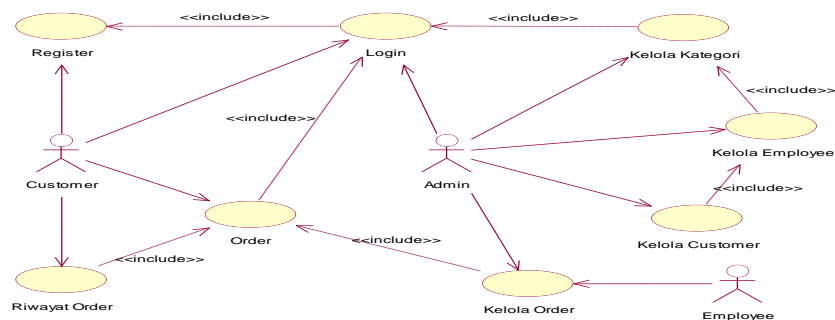 <<include>>
<<include>>
Register
Login
Kelola Kategori
<<include>>
<<include>>
Kelola Employee
Customer
Admin
<<include>>
Order
<<include>>
Kelola Customer
<<include>>
Riwayat Order
Kelola Order
Employee